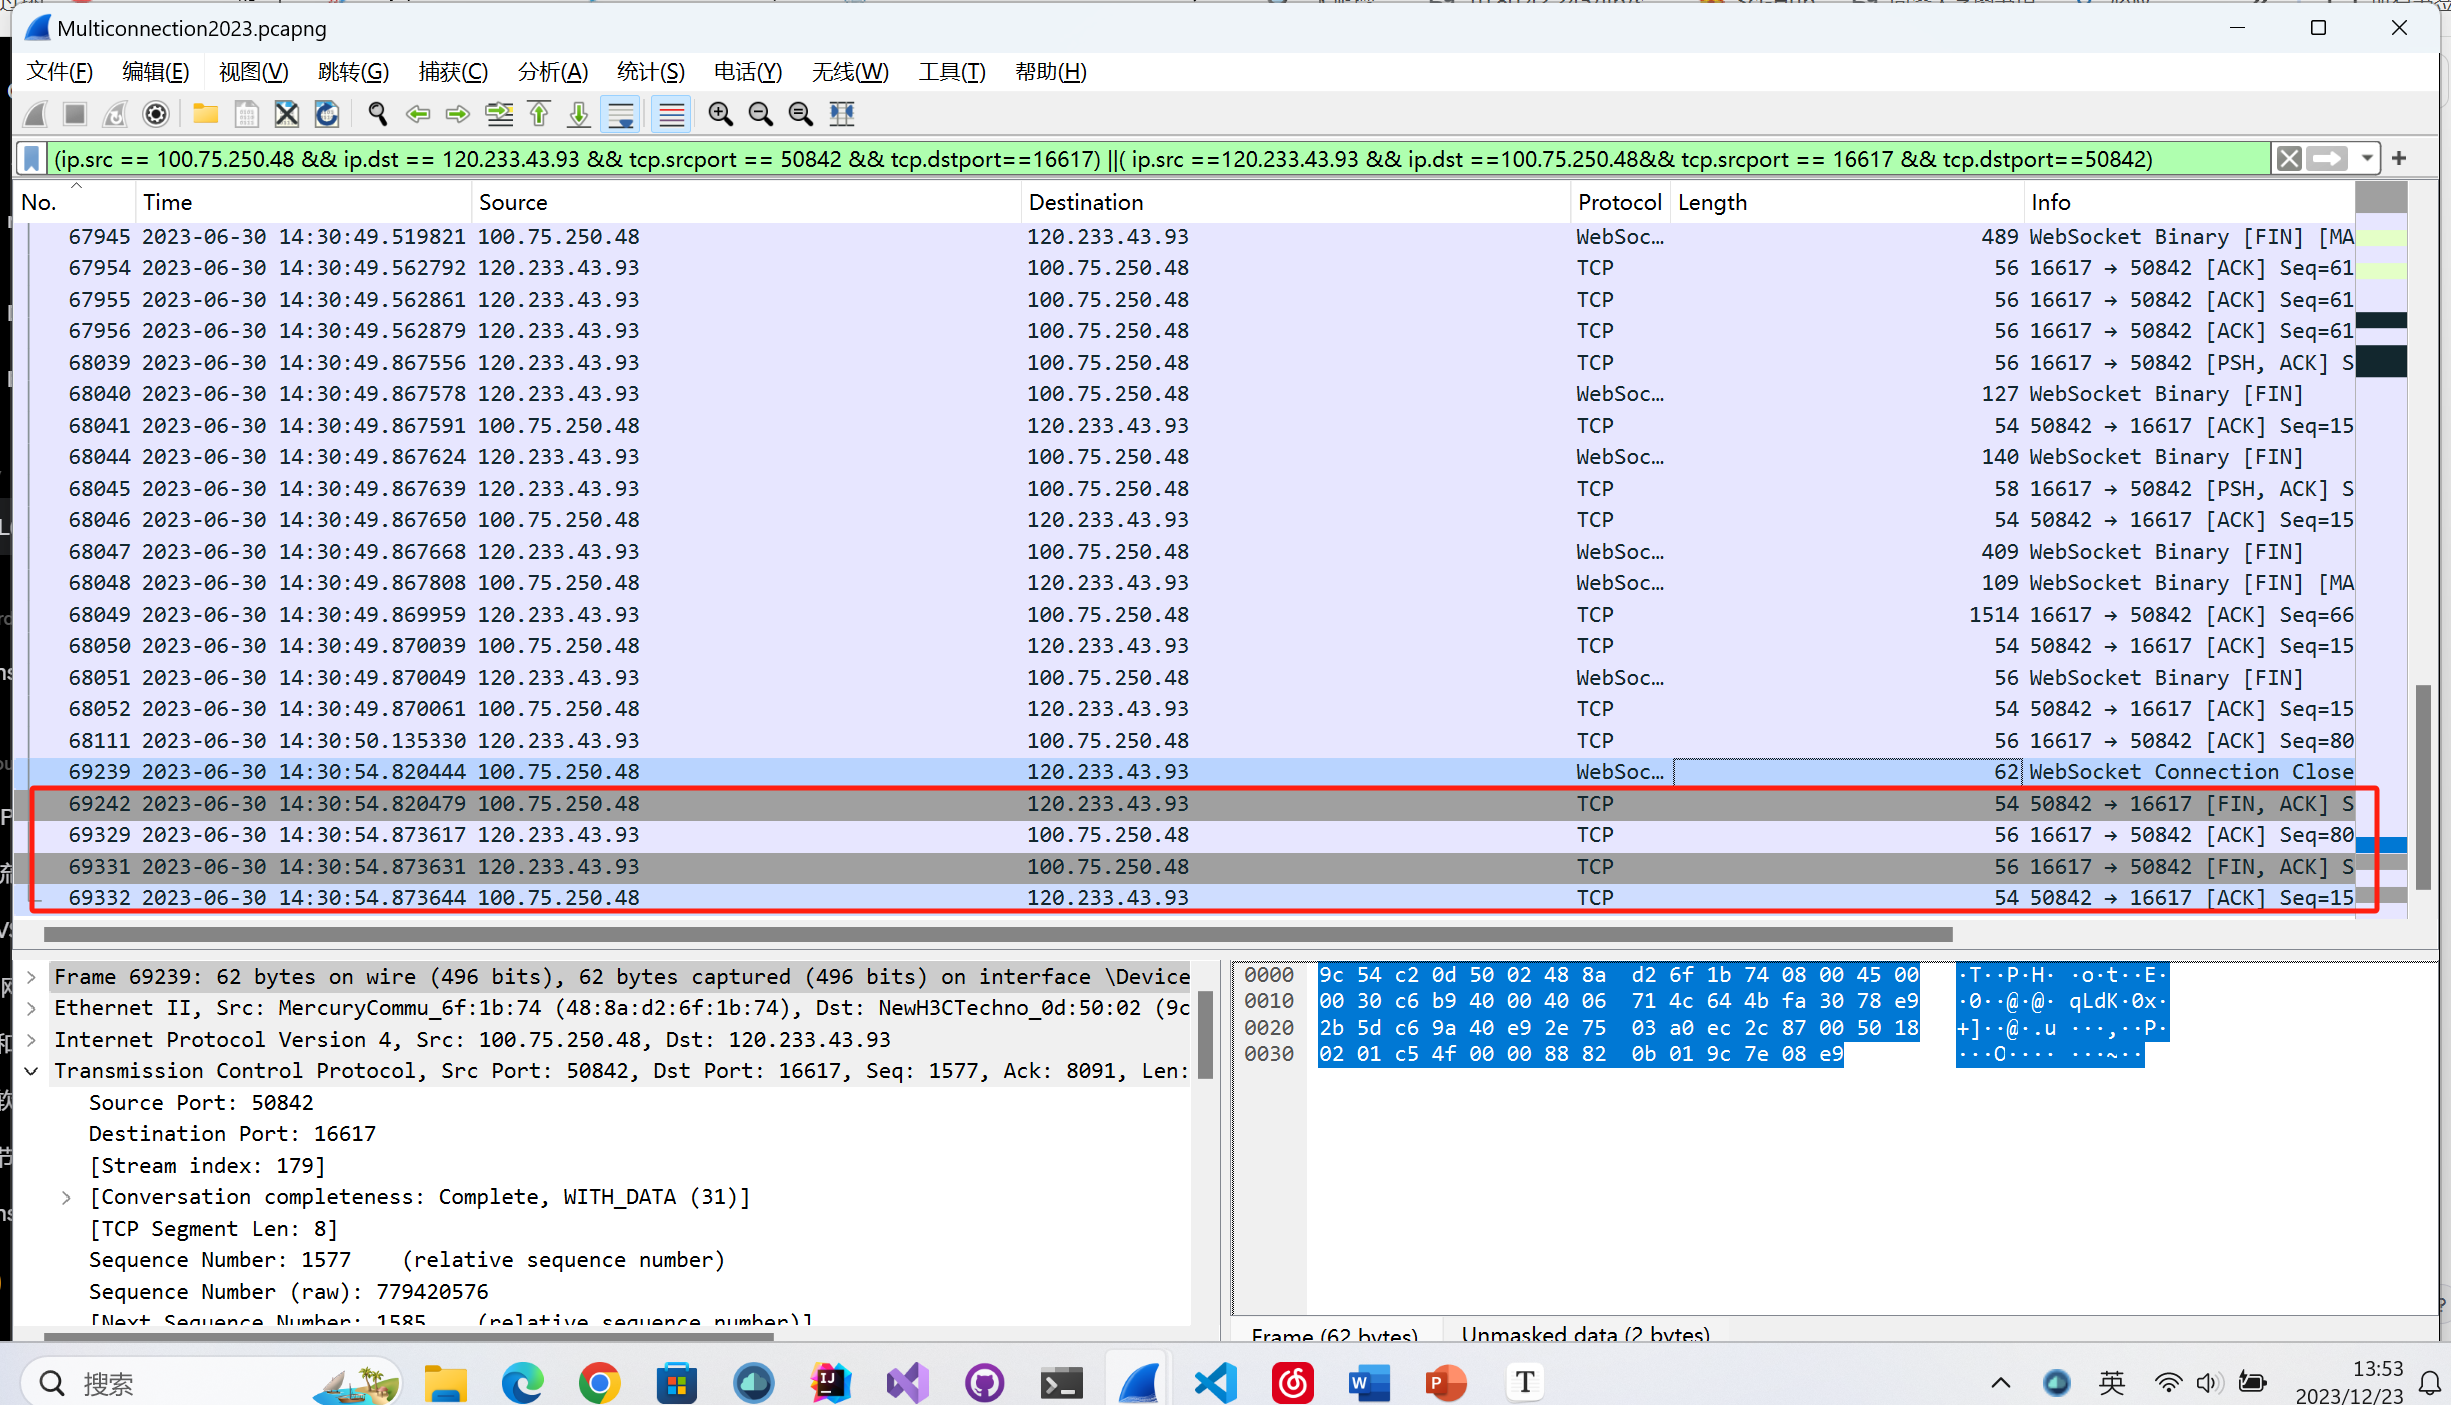 Multiconnection2023.pcapng
文件(F) 编辑(E) 视图(V) 跳转(G) 捕获(C) 分析(A) 统计(S) 电话(Y) 无线(W) 工具(T) 帮助(H)
(ip.src == 100.75.250.48 && ip.dst == 120.233.43.93 && tcp.srcport == 50842 && tcp.dstport==16617) ||( ip.src ==120.233.43.93 && ip.dst ==100.75.250.48&& tcp.srcport == 16617 && tcp.dstport==50842)
No. Time Source Destination Protocol Length Info
67945 2023-06-30 14:30:49.519821 100.75.250.48 120.233.43.93 WebSoc… 489 WebSocket Binary [FIN] [MA
67954 2023-06-30 14:30:49.562792 120.233.43.93 100.75.250.48 TCP 56 16617 → 50842 [ACK] Seq=61
67955 2023-06-30 14:30:49.562861 120.233.43.93 100.75.250.48 TCP 56 16617 → 50842 [ACK] Seq=61
67956 2023-06-30 14:30:49.562879 120.233.43.93 100.75.250.48 TCP 56 16617 → 50842 [ACK] Seq=61
68039 2023-06-30 14:30:49.867556 120.233.43.93 100.75.250.48 TCP 56 16617 → 50842 [PSH, ACK] S
68040 2023-06-30 14:30:49.867578 120.233.43.93 100.75.250.48 WebSoc… 127 WebSocket Binary [FIN]
68041 2023-06-30 14:30:49.867591 100.75.250.48 120.233.43.93 TCP 54 50842 → 16617 [ACK] Seq=15
68044 2023-06-30 14:30:49.867624 120.233.43.93 100.75.250.48 WebSoc… 140 WebSocket Binary [FIN]
68045 2023-06-30 14:30:49.867639 120.233.43.93 100.75.250.48 TCP 58 16617 → 50842 [PSH, ACK] S
68046 2023-06-30 14:30:49.867650 100.75.250.48 120.233.43.93 TCP 54 50842 → 16617 [ACK] Seq=15
68047 2023-06-30 14:30:49.867668 120.233.43.93 100.75.250.48 WebSoc… 409 WebSocket Binary [FIN]
68048 2023-06-30 14:30:49.867808 100.75.250.48 120.233.43.93 WebSoc… 109 WebSocket Binary [FIN] [MA
68049 2023-06-30 14:30:49.869959 120.233.43.93 100.75.250.48 TCP 1514 16617 → 50842 [ACK] Seq=66
68050 2023-06-30 14:30:49.870039 100.75.250.48 120.233.43.93 TCP 54 50842 → 16617 [ACK] Seq=15
68051 2023-06-30 14:30:49.870049 120.233.43.93 100.75.250.48 WebSoc… 56 WebSocket Binary [FIN]
68052 2023-06-30 14:30:49.870061 100.75.250.48 120.233.43.93 TCP 54 50842 → 16617 [ACK] Seq=15
68111 2023-06-30 14:30:50.135330 120.233.43.93 100.75.250.48 TCP 56 16617 → 50842 [ACK] Seq=80
69239 2023-06-30 14:30:54.820444 100.75.250.48 120.233.43.93 WebSoc… 62 WebSocket Connection Close
69242 2023-06-30 14:30:54.820479 100.75.250.48 120.233.43.93 TCP 54 50842 → 16617 [FIN, ACK] S
69329 2023-06-30 14:30:54.873617 120.233.43.93 100.75.250.48 TCP 56 16617 → 50842 [ACK] Seq=80
69331 2023-06-30 14:30:54.873631 120.233.43.93 100.75.250.48 TCP 56 16617 → 50842 [FIN, ACK] S
69332 2023-06-30 14:30:54.873644 100.75.250.48 120.233.43.93 TCP 54 50842 → 16617 [ACK] Seq=15
Frame 69239: 62 bytes on wire (496 bits), 62 bytes captured (496 bits) on interface \Device
Ethernet II, Src: MercuryCommu_6f:1b:74 (48:8a:d2:6f:1b:74), Dst: NewH3CTechno_0d:50:02 (9c
Internet Protocol Version 4, Src: 100.75.250.48, Dst: 120.233.43.93
Transmission Control Protocol, Src Port: 50842, Dst Port: 16617, Seq: 1577, Ack: 8091, Len:
Source Port: 50842
Destination Port: 16617
[Stream index: 179]
[Conversation completeness: Complete, WITH_DATA (31)]
[TCP Segment Len: 8]
Sequence Number: 1577 (relative sequence number)
Sequence Number (raw): 779420576
[Next Sequence Number: 1585 (relative sequence number)]
0000 9c 54 c2 0d 50 02 48 8a d2 6f 1b 74 08 00 45 00 ·T··P·H· ·o·t··E·
0010 00 30 c6 b9 40 00 40 06 71 4c 64 4b fa 30 78 e9 ·0··@·@· qLdK·0x·
0020 2b 5d c6 9a 40 e9 2e 75 03 a0 ec 2c 87 00 50 18 +]··@·.u ···,··P·
0030 02 01 c5 4f 00 00 88 82 0b 01 9c 7e 08 e9 ···O···· ···~··
Frame (62 bytes) Unmasked data (2 bytes)
搜索
英
13:53
2023/12/23